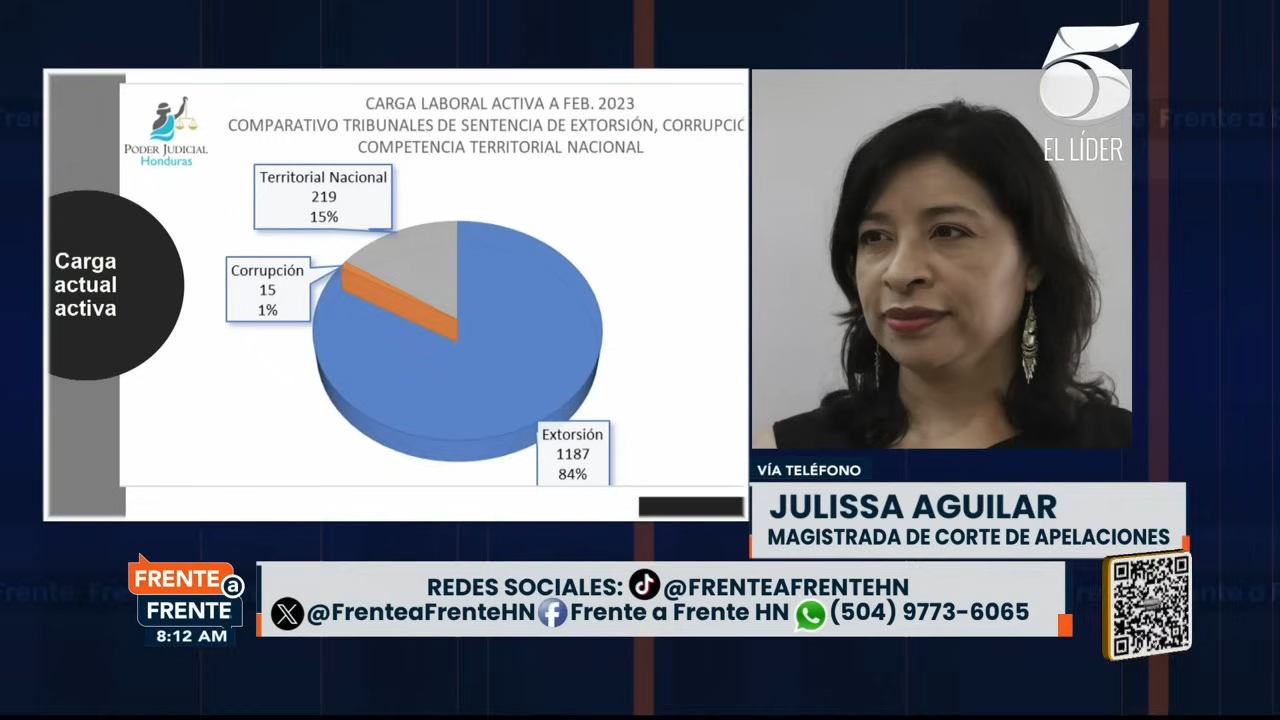 CARGA LABORAL ACTIVA A FEB. 2023
COMPARATIVO TRIBUNALES DE SENTENCIA DE EXTORSIÓN, CORRUPCIÓ
COMPETENCIA TERRITORIAL NACIONAL
PODER JUDICIAL
Honduras
Territorial Nacional
219
15%
Corrupción
15
1%
Extorsión
1187
84%
Carga
actual
activa
5
EL LÍDER
VÍA TELÉFONO
JULISSA AGUILAR
MAGISTRADA DE CORTE DE APELACIONES
FRENTE a
FRENTE
8:12 AM
REDES SOCIALES: @FRENTEAFRENTEHN
@FrenteaFrenteHN Frente a Frente HN (504) 9773-6065